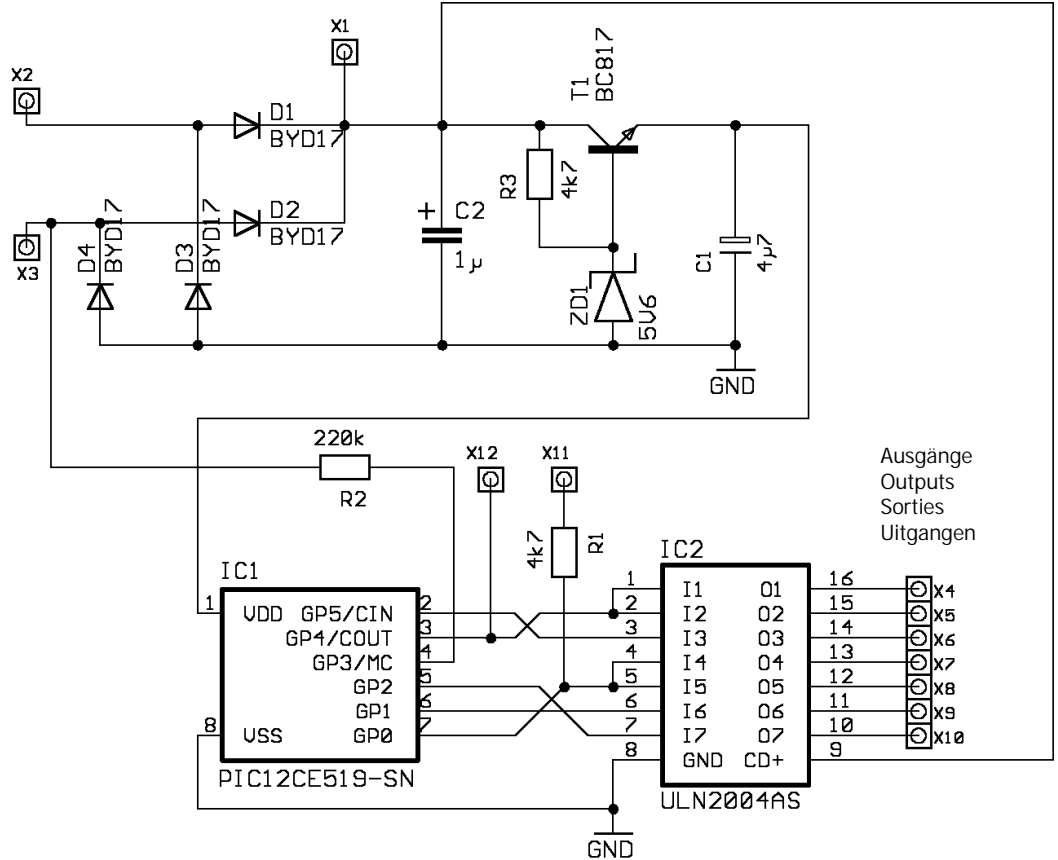 X1
X2
D1
BYD17
T1
BC817
D2
BYD17
X3
D4
BYD17
D3
BYD17
C2
1µ
R3
4k7
ZD1
5V6
C1
4µ7
GND
220k
R2
X12
X11
4k7
R1
Ausgänge
Outputs
Sorties
Uitgangen
IC1
1 VDD GP5/CIN 2
GP4/COUT 3
GP3/MC 4
GP2 5
GP1 6
8 VSS GP0 7
PIC12CE519-SN
IC2
1 I1 O1 16 X4
2 I2 O2 15 X5
3 I3 O3 14 X6
4 I4 O4 13 X7
5 I5 O5 12 X8
6 I6 O6 11 X9
7 I7 O7 10 X10
8 GND CD+ 9
ULN2004AS
GND